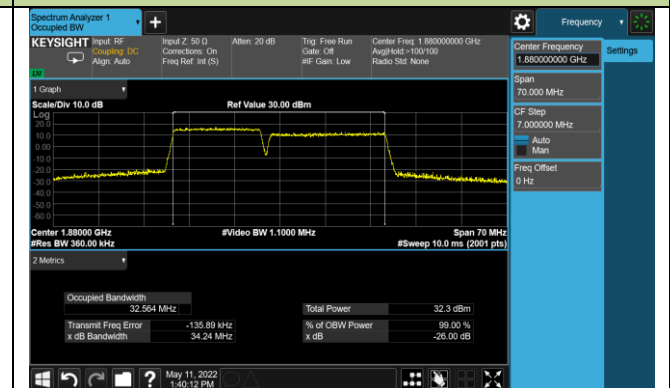 Spectrum Analyzer 1
Occupied BW
KEYSIGHT
Input: RF
Coupling: DC
Align: Auto
Input Z: 50 Ω
Corrections: On
Freq Ref: Int (S)
Atten: 20 dB
Trig: Free Run
Gate: Off
#IF Gain: Low
Center Freq: 1.880000000 GHz
Avg|Hold:>100/100
Radio Std: None
1 Graph
Scale/Div 10.0 dB
Ref Value 30.00 dBm
Log
20.0
10.0
0.00
-10.0
-20.0
-30.0
-40.0
-50.0
-60.0
Center 1.88000 GHz
#Video BW 1.1000 MHz
Span 70 MHz
#Res BW 360.00 kHz
#Sweep 10.0 ms (2001 pts)
2 Metrics
Occupied Bandwidth
32.564 MHz
Total Power
32.3 dBm
Transmit Freq Error
-135.89 kHz
% of OBW Power
99.00 %
x dB Bandwidth
34.24 MHz
x dB
-26.00 dB
May 11, 2022
1:40:12 PM
Frequency
Center Frequency
1.880000000 GHz
Settings
Span
70.000 MHz
CF Step
7.000000 MHz
Auto
Man
Freq Offset
0 Hz